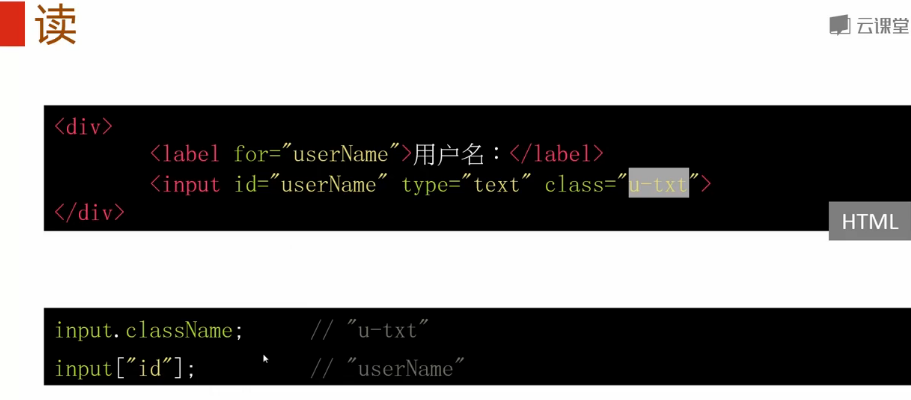 读
云课堂
<div>
<label for="userName">用户名：</label>
<input id="userName" type="text" class="u-txt">
</div>
HTML
input.className; // "u-txt"
input["id"]; // "userName"